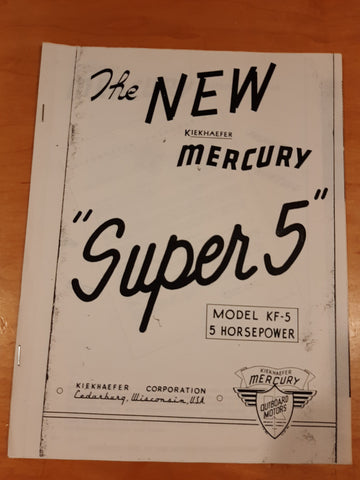 The NEW
KIEKHAEFER
MERCURY
"Super 5"
MODEL KF-5
5 HORSEPOWER
KIEKHAEFER CORPORATION
Cedarburg, Wisconsin, USA
KIEKHAEFER
MERCURY
OUTBOARD
MOTORS